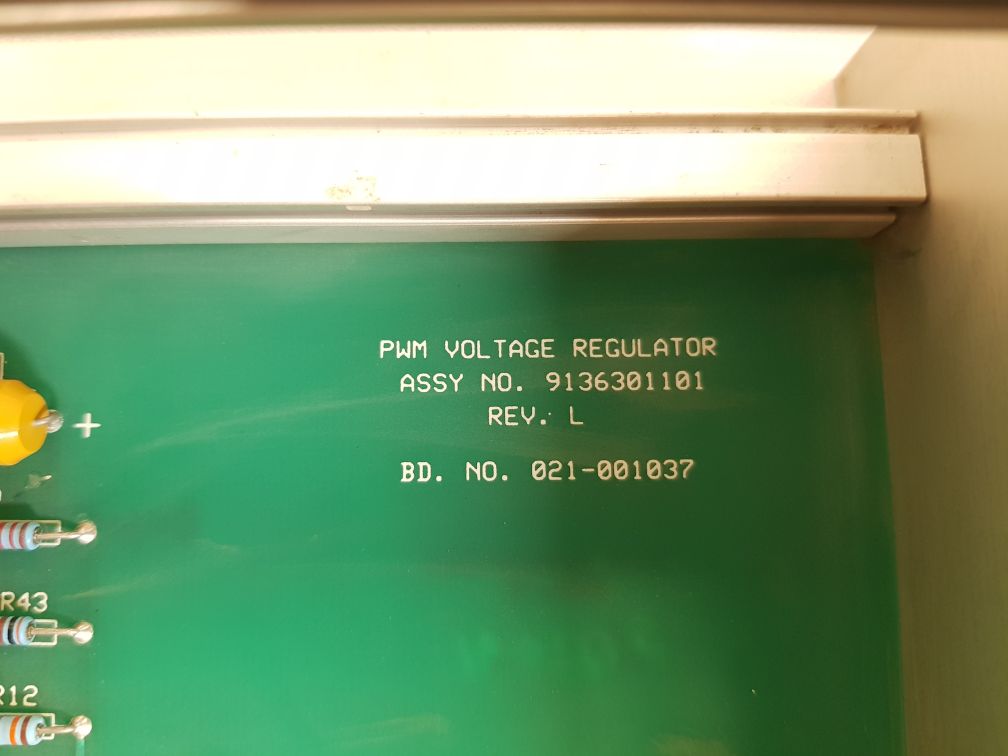 PWM VOLTAGE REGULATOR
ASSY NO. 9136301101
REV. L
BD. NO. 021-001037
+
R43
R12